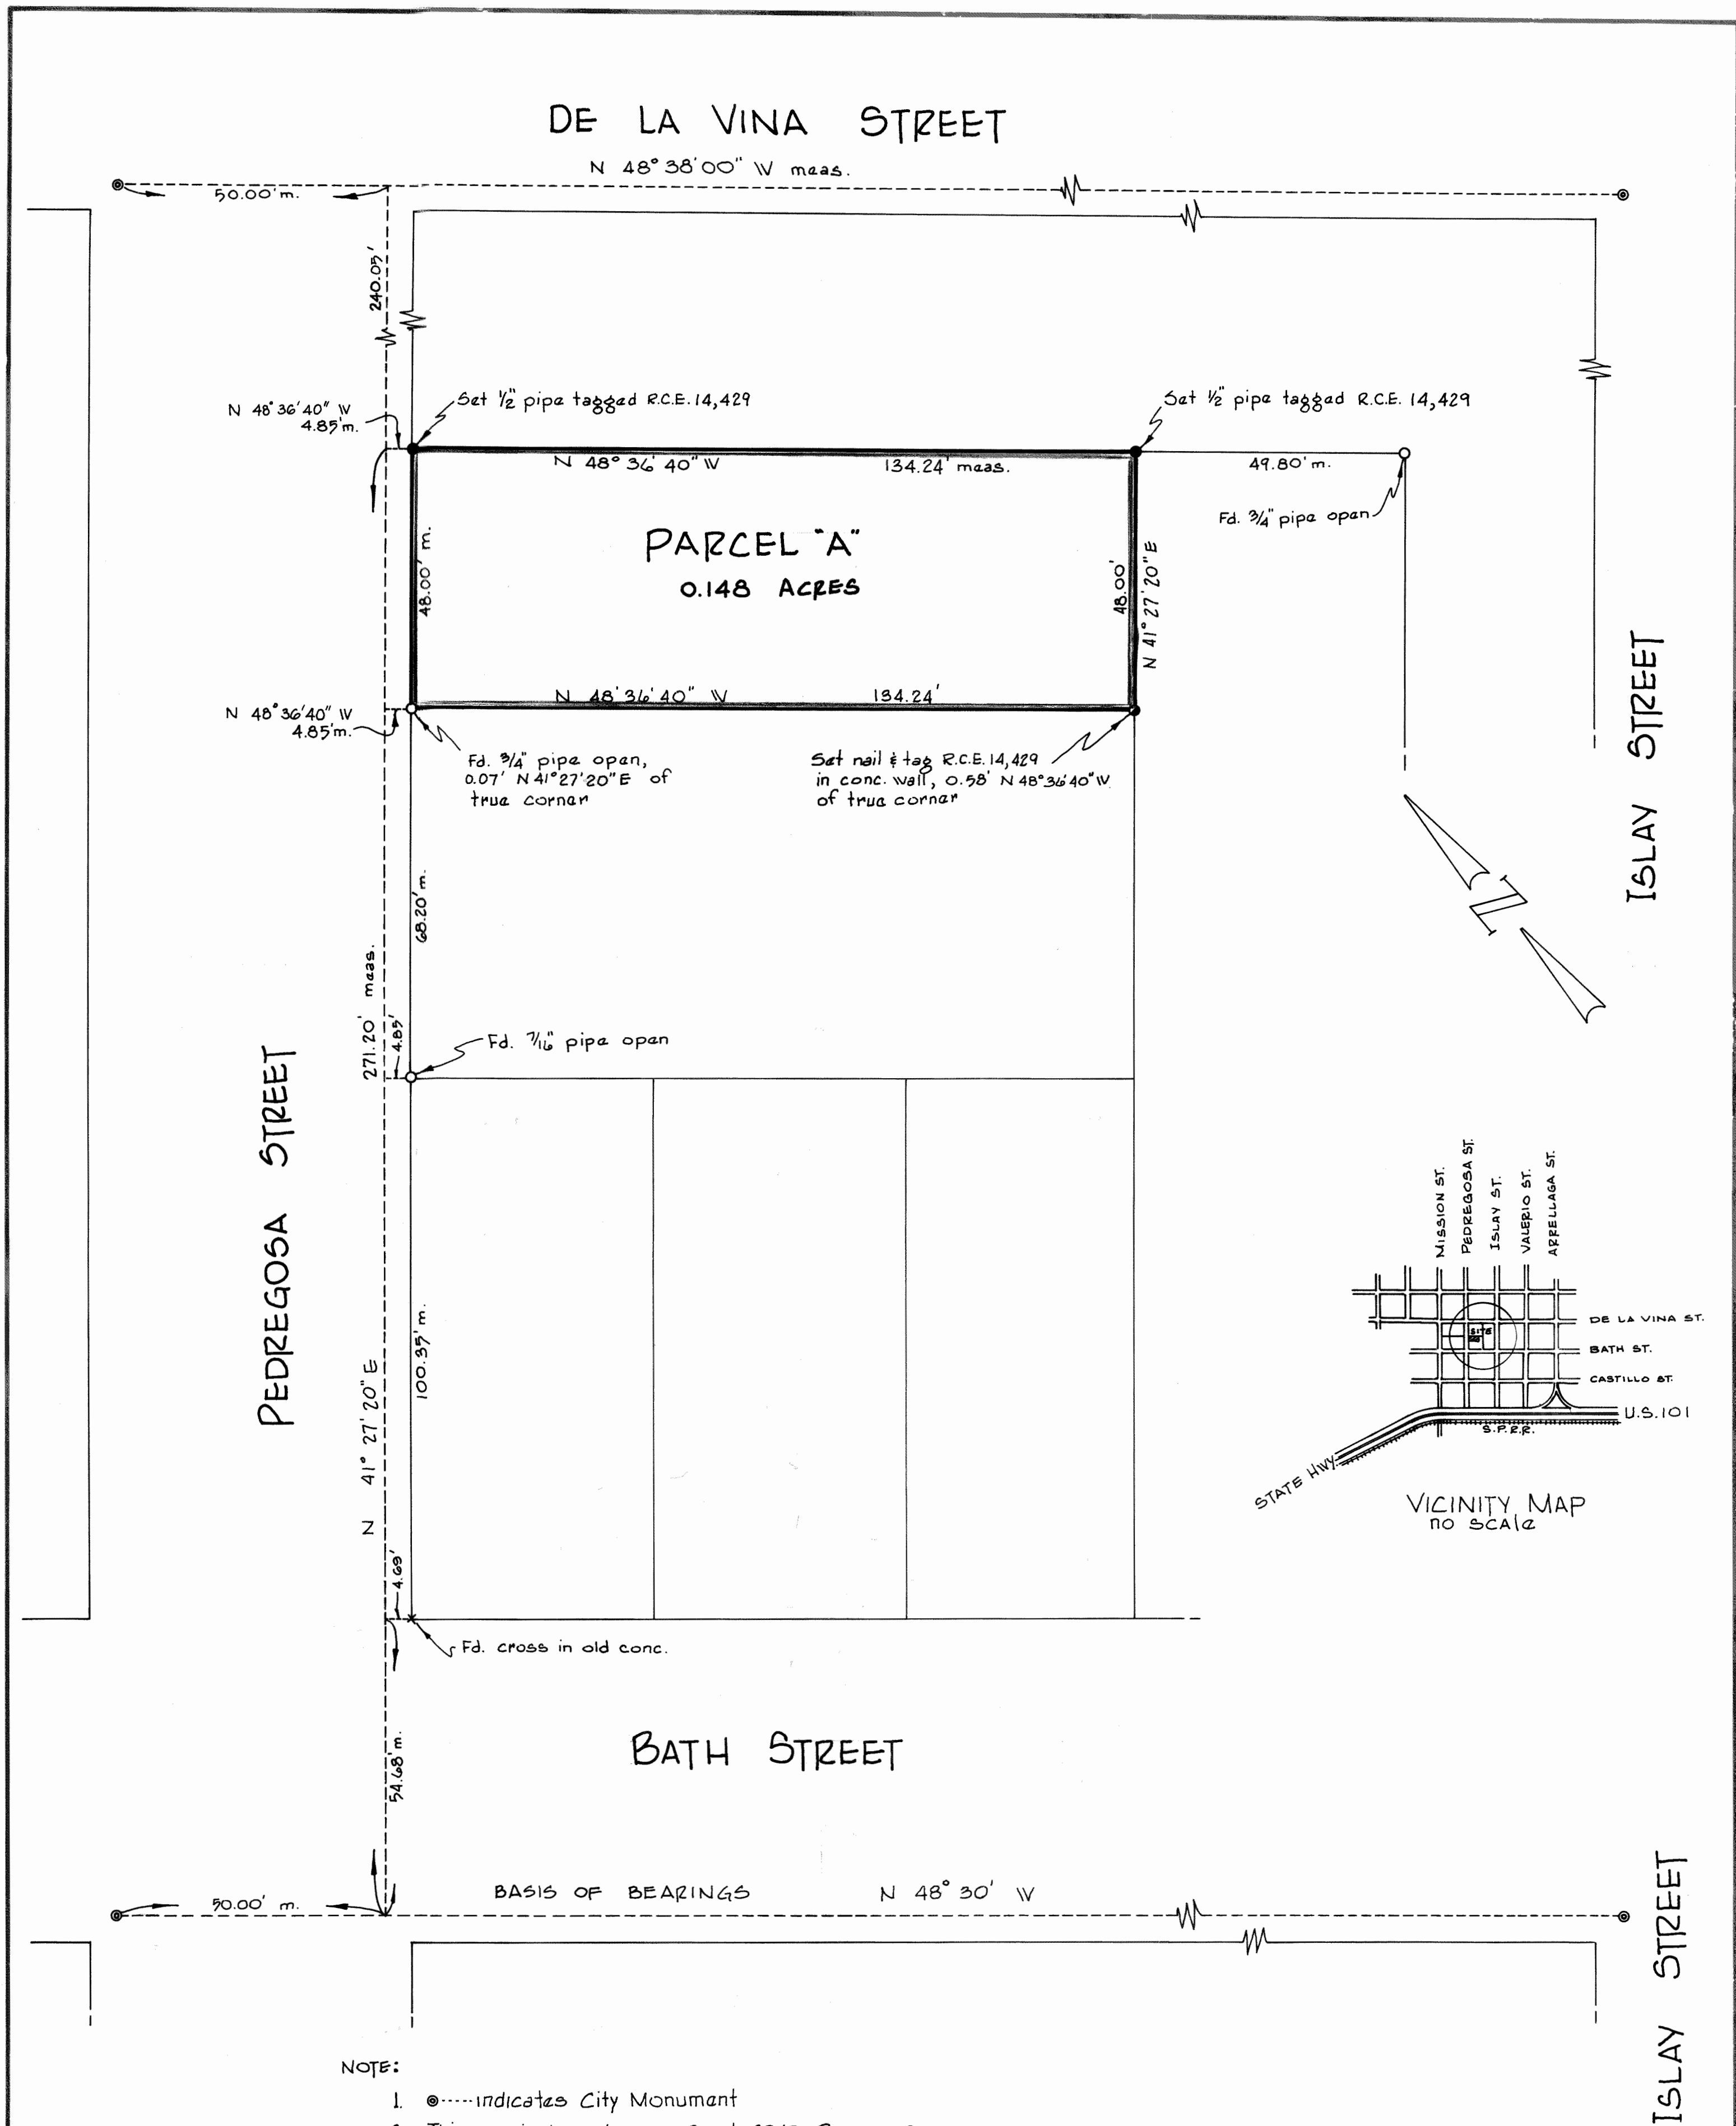 DE LA VINA STREET
N 48° 38' 00" W meas.
50.00' m.
240.05'
N 48° 36' 40" W
4.85' m.
Set 1/2" pipe tagged R.C.E. 14,429
Set 1/2" pipe tagged R.C.E. 14,429
N 48° 36' 40" W 134.24' meas.
49.80' m.
Fd. 3/4" pipe open
PARCEL "A"
0.148 ACRES
48.00' m.
48.00'
N 41° 27' 20" E
N 48° 36' 40" W 134.24'
N 48° 36' 40" W
4.85' m.
Fd. 3/4" pipe open,
0.07' N 41° 27' 20" E of
true corner
Set nail & tag R.C.E. 14,429
in conc. wall, 0.58' N 48° 36' 40" W
of true corner
ISLAY STREET
N
68.20' m.
271.20' meas.
4.85'
Fd. 7/16" pipe open
PEDREGOSA STREET
N 41° 27' 20" E
100.35' m.
4.69'
Fd. cross in old conc.
MISSION ST.
PEDREGOSA ST.
ISLAY ST.
VALERIO ST.
ARRELLAGA ST.
SITE
DE LA VINA ST.
BATH ST.
CASTILLO ST.
U.S. 101
S.P.R.R.
STATE HWY.
VICINITY MAP
no scale
BATH STREET
54.68' m.
BASIS OF BEARINGS N 48° 30' W
50.00' m.
ISLAY STREET
NOTE:
1. ◎-----indicates City Monument